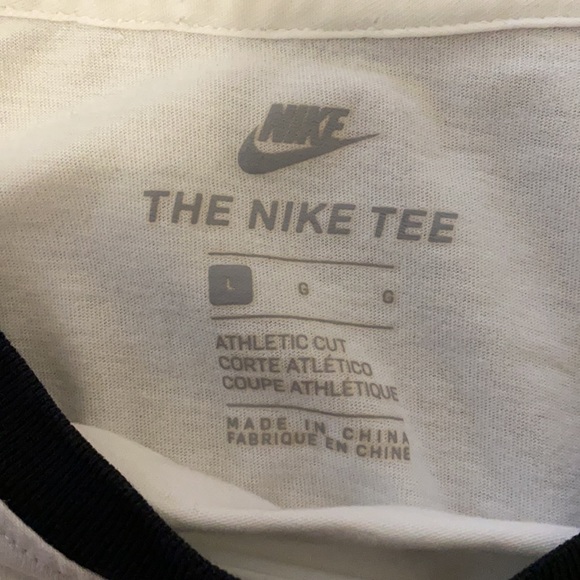 NIKE
THE NIKE TEE
L G G
ATHLETIC CUT
CORTE ATLÉTICO
COUPE ATHLÉTIQUE
MADE IN CHINA
FABRIQUE EN CHINE